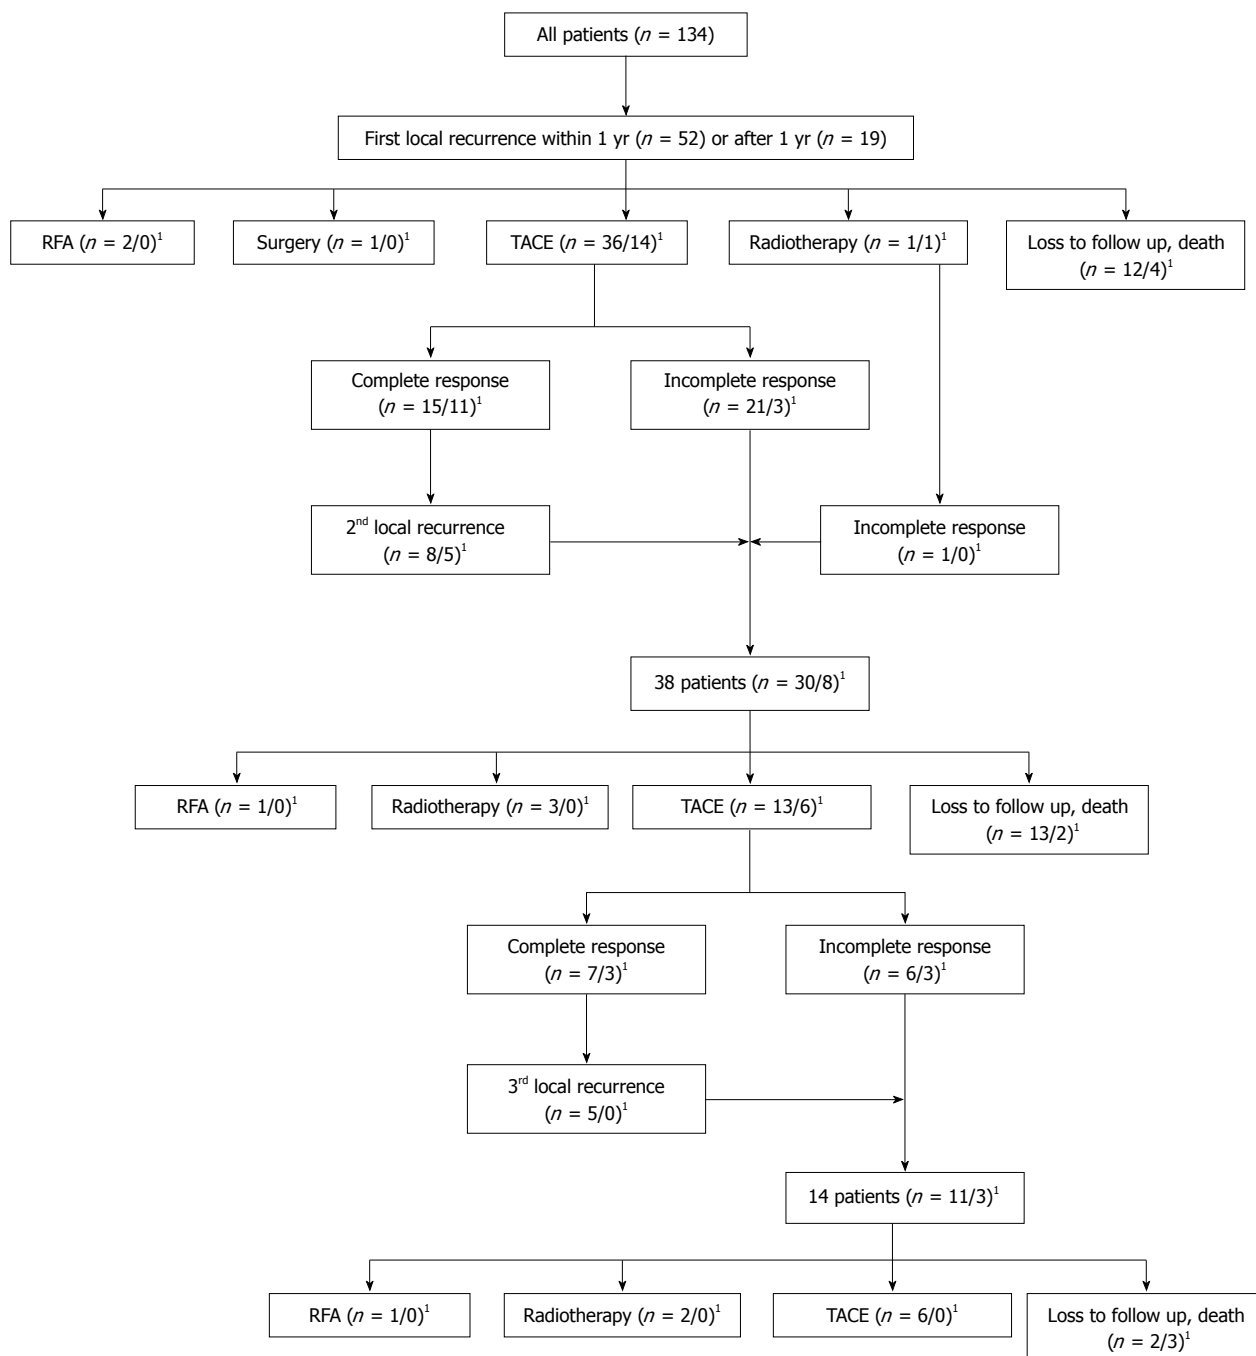 All patients (n = 134)
First local recurrence within 1 yr (n = 52) or after 1 yr (n = 19)
RFA (n = 2/0)¹
Surgery (n = 1/0)¹
TACE (n = 36/14)¹
Radiotherapy (n = 1/1)¹
Loss to follow up, death
(n = 12/4)¹
Complete response
(n = 15/11)¹
Incomplete response
(n = 21/3)¹
2nd local recurrence
(n = 8/5)¹
Incomplete response
(n = 1/0)¹
38 patients (n = 30/8)¹
RFA (n = 1/0)¹
Radiotherapy (n = 3/0)¹
TACE (n = 13/6)¹
Loss to follow up, death
(n = 13/2)¹
Complete response
(n = 7/3)¹
Incomplete response
(n = 6/3)¹
3rd local recurrence
(n = 5/0)¹
14 patients (n = 11/3)¹
RFA (n = 1/0)¹
Radiotherapy (n = 2/0)¹
TACE (n = 6/0)¹
Loss to follow up, death
(n = 2/3)¹